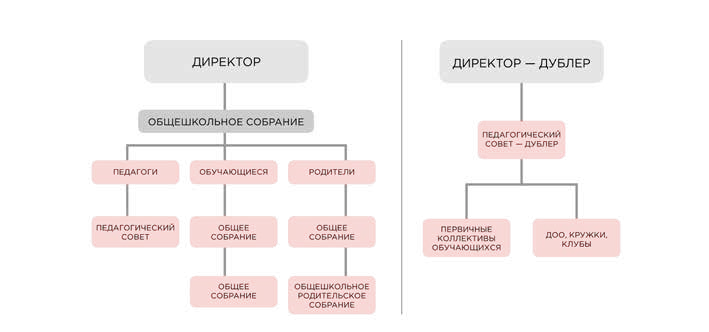 ДИРЕКТОР
ОБЩЕШКОЛЬНОЕ СОБРАНИЕ
ПЕДАГОГИ
ОБУЧАЮЩИЕСЯ
РОДИТЕЛИ
ПЕДАГОГИЧЕСКИЙ
СОВЕТ
ОБЩЕЕ
СОБРАНИЕ
ОБЩЕЕ
СОБРАНИЕ
ОБЩЕЕ
СОБРАНИЕ
ОБЩЕШКОЛЬНОЕ
РОДИТЕЛЬСКОЕ
СОБРАНИЕ
ДИРЕКТОР — ДУБЛЕР
ПЕДАГОГИЧЕСКИЙ
СОВЕТ — ДУБЛЕР
ПЕРВИЧНЫЕ
КОЛЛЕКТИВЫ
ОБУЧАЮЩИХСЯ
ДОО, КРУЖКИ,
КЛУБЫ